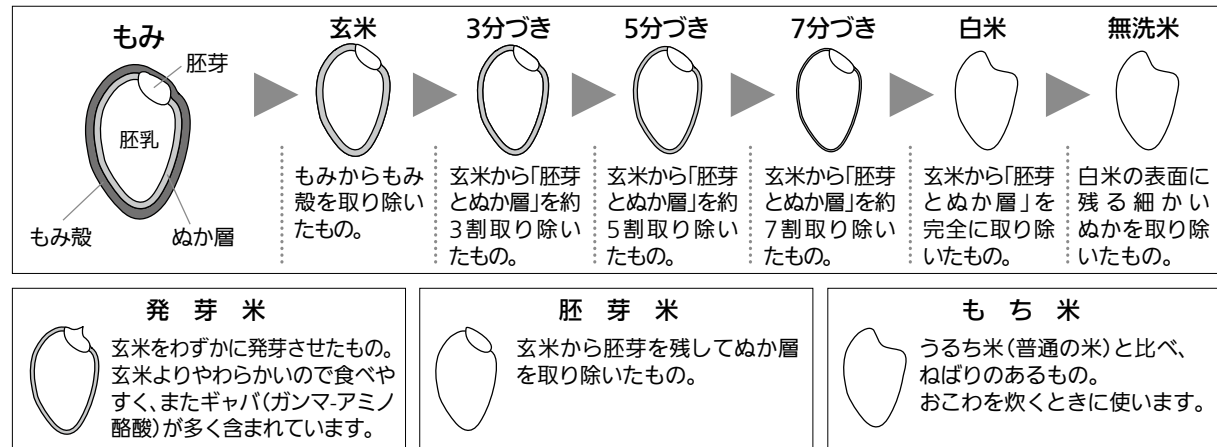 もみ
胚芽
胚乳
もみ殻
ぬか層
玄米
もみからもみ
殻を取り除い
たもの。
3分づき
玄米から「胚芽
とぬか層」を約
3割取り除い
たもの。
5分づき
玄米から「胚芽
とぬか層」を約
5割取り除い
たもの。
7分づき
玄米から「胚芽
とぬか層」を約
7割取り除い
たもの。
白米
玄米から「胚芽
とぬか層」を
完全に取り除
いたもの。
無洗米
白米の表面に
残る細かい
ぬかを取り除
いたもの。
発芽米
玄米をわずかに発芽させたもの。
玄米よりやわらかいので食べや
すく、またギャバ(ガンマ-アミノ
酪酸)が多く含まれています。
胚芽米
玄米から胚芽を残してぬか層
を取り除いたもの。
もち米
うるち米(普通の米)と比べ、
ねばりのあるもの。
おこわを炊くときに使います。